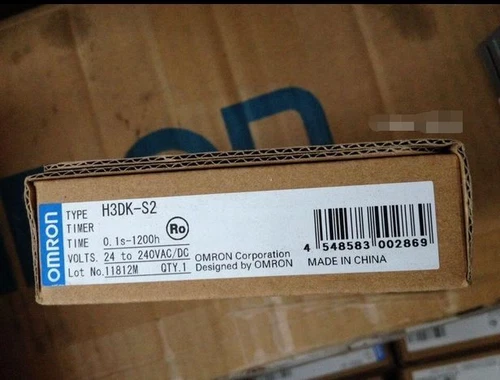 OMRON
TYPE H3DK-S2
TIMER
Ro
TIME 0.1s-1200h
VOLTS. 24 to 240VAC/DC
Lot No. 11812M QTY.1
OMRON Corporation
Designed by OMRON
4 548583 002869
MADE IN CHINA